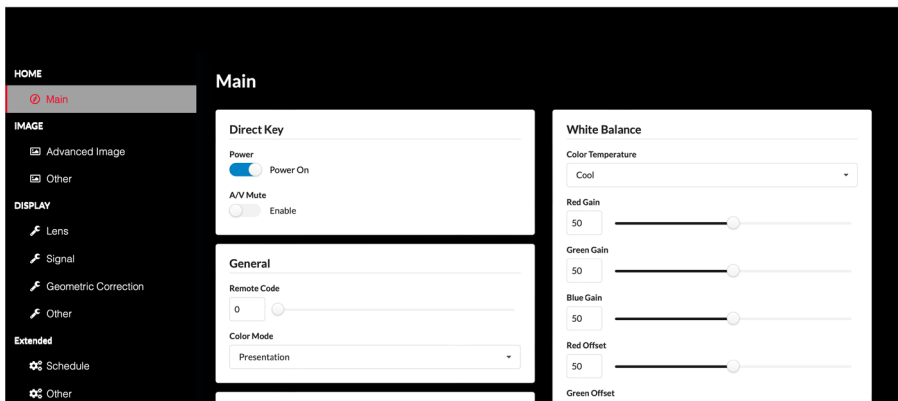 HOME
Main
IMAGE
Advanced Image
Other
DISPLAY
Lens
Signal
Geometric Correction
Other
Extended
Schedule
Other
Main
Direct Key
Power
Power On
A/V Mute
Enable
General
Remote Code
0
Color Mode
Presentation
White Balance
Color Temperature
Cool
Red Gain
50
Green Gain
50
Blue Gain
50
Red Offset
50
Green Offset